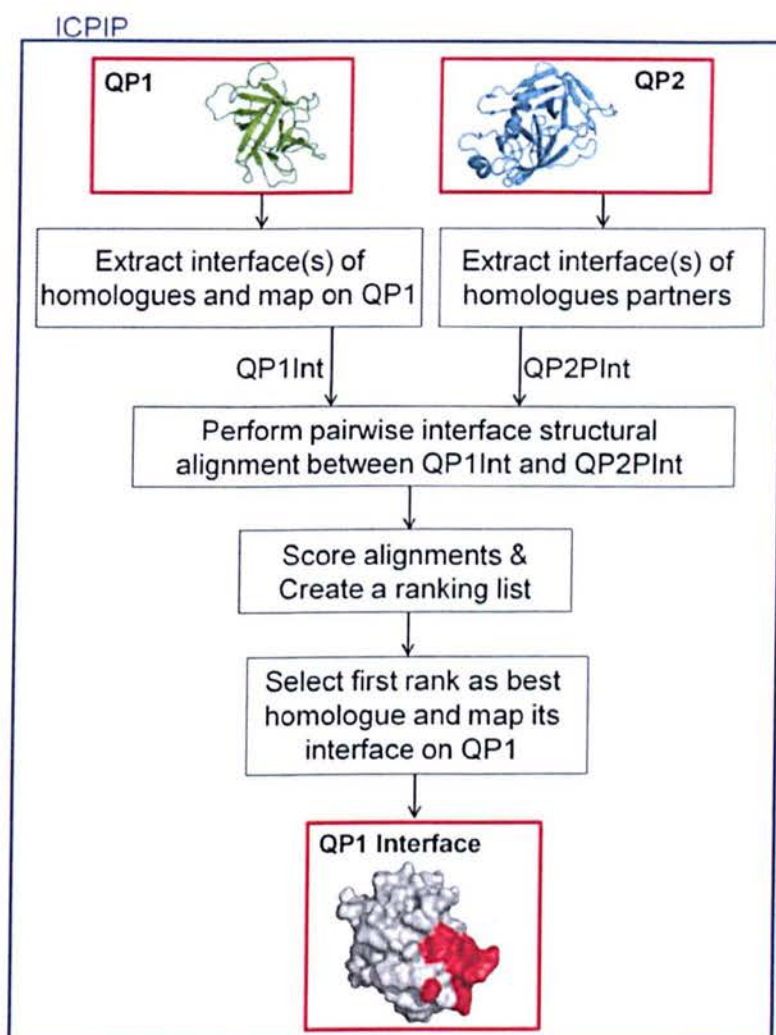 ICPIP
QP1
QP2
Extract interface(s) of
homologues and map on QP1
Extract interface(s) of
homologues partners
QP1Int
QP2PInt
Perform pairwise interface structural
alignment between QP1Int and QP2PInt
Score alignments &
Create a ranking list
Select first rank as best
homologue and map its
interface on QP1
QP1 Interface